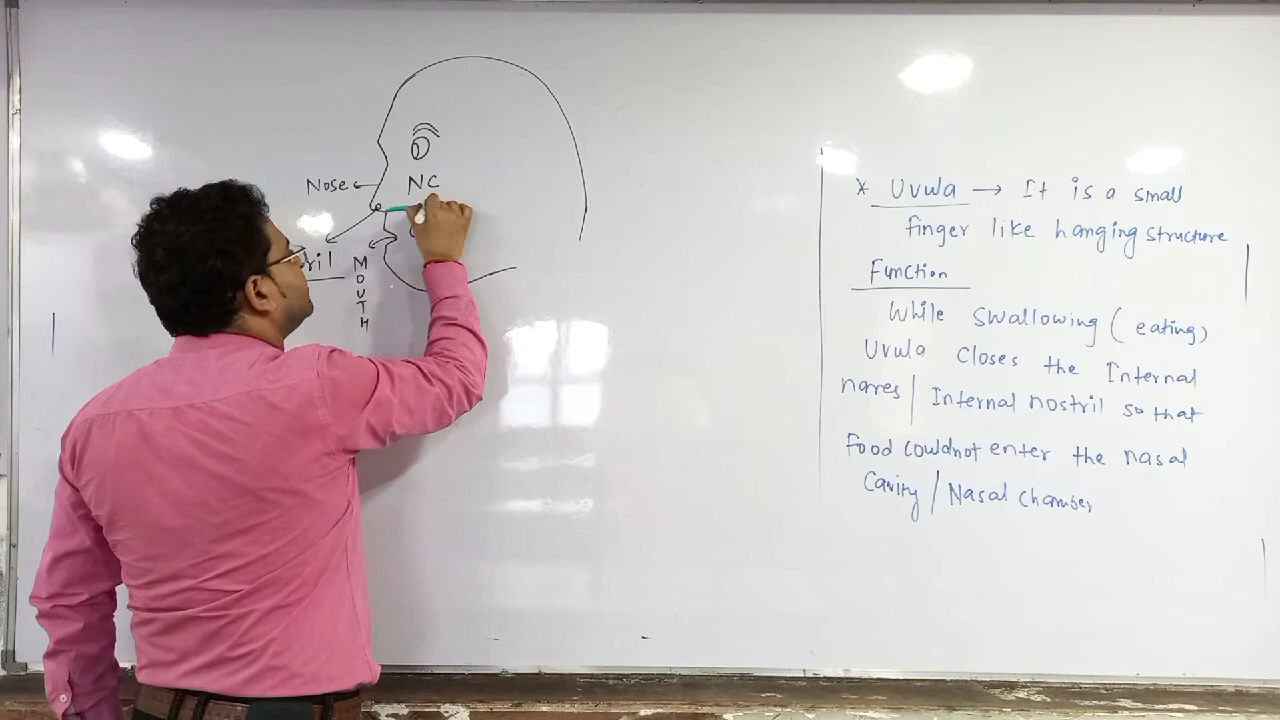 Nose
NC
ril
MOUTH
* Uvula → It is a small
finger like hanging structure
Function
While swallowing (eating)
Uvula closes the Internal
nares / Internal nostril so that
food couldnot enter the nasal
cavity / Nasal chamber